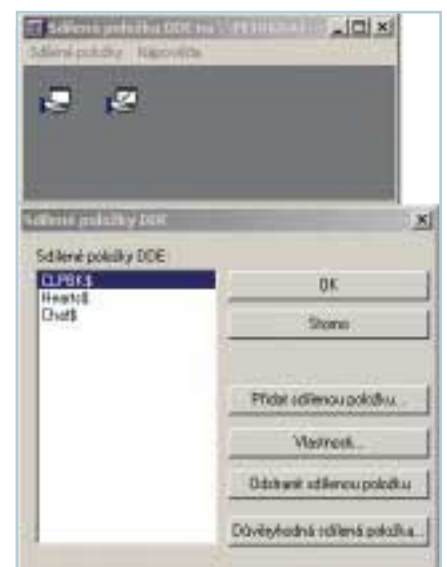 Sdílené položky DDE na
Sdílené položky Nápověda
Sdílené položky DDE
Sdílené položky DDE
CLPBK$
Hearts$
Chat$
OK
Storno
Přidat sdílenou položku...
Vlastnosti...
Odstranit sdílenou položku
Důvěryhodná sdílená položka...